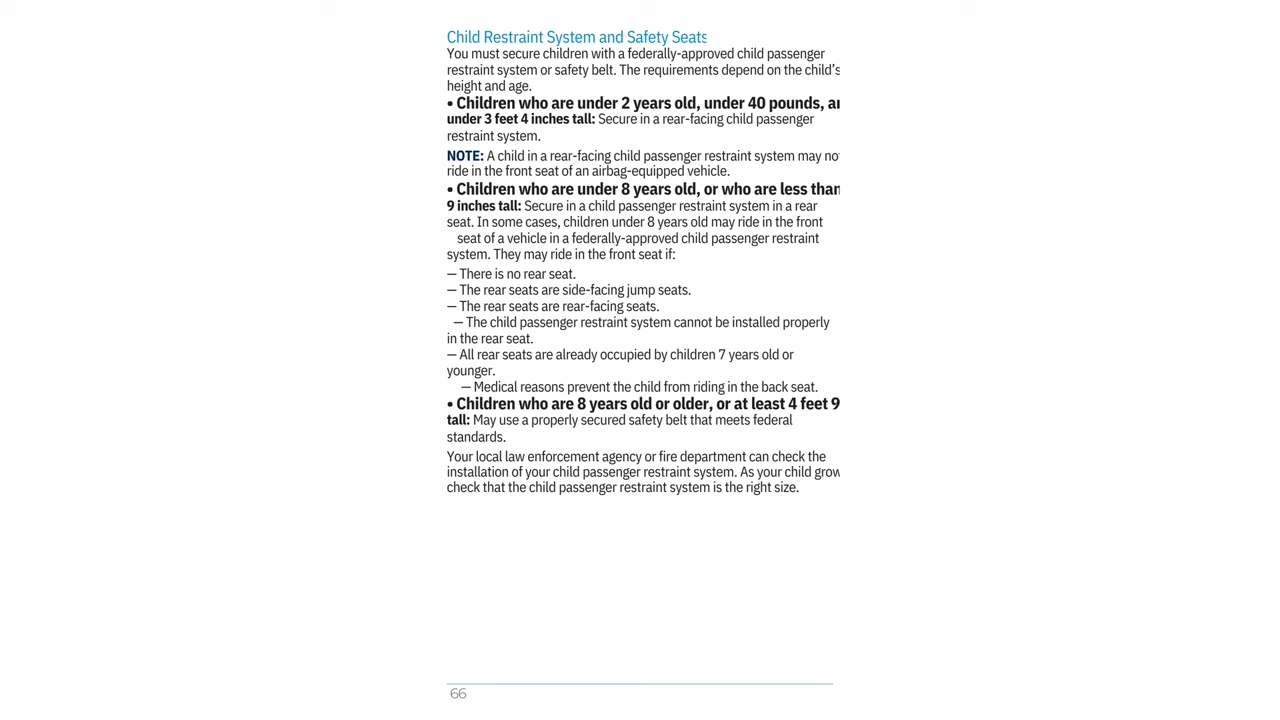 Child Restraint System and Safety Seats
You must secure children with a federally-approved child passenger
restraint system or safety belt. The requirements depend on the child's
height and age.
• Children who are under 2 years old, under 40 pounds,
under 3 feet 4 inches tall: Secure in a rear-facing child passenger
restraint system.
NOTE: A child in a rear-facing child passenger restraint system may no
ride in the front seat of an airbag-equipped vehicle.
• Children who are under 8 years old, or who are less than
9 inches tall: Secure in a child passenger restraint system in a rear
seat. In some cases, children under 8 years old may ride in the front
seat of a vehicle in a federally-approved child passenger restraint
system. They may ride in the front seat if:
— There is no rear seat.
— The rear seats are side-facing jump seats.
— The rear seats are rear-facing seats.
— The child passenger restraint system cannot be installed properly
in the rear seat.
— All rear seats are already occupied by children 7 years old or
younger.
— Medical reasons prevent the child from riding in the back seat.
• Children who are 8 years old or older, or at least 4 feet 9
tall: May use a properly secured safety belt that meets federal
standards.
Your local law enforcement agency or fire department can check the
installation of your child passenger restraint system. As your child grow
check that the child passenger restraint system is the right size.
66